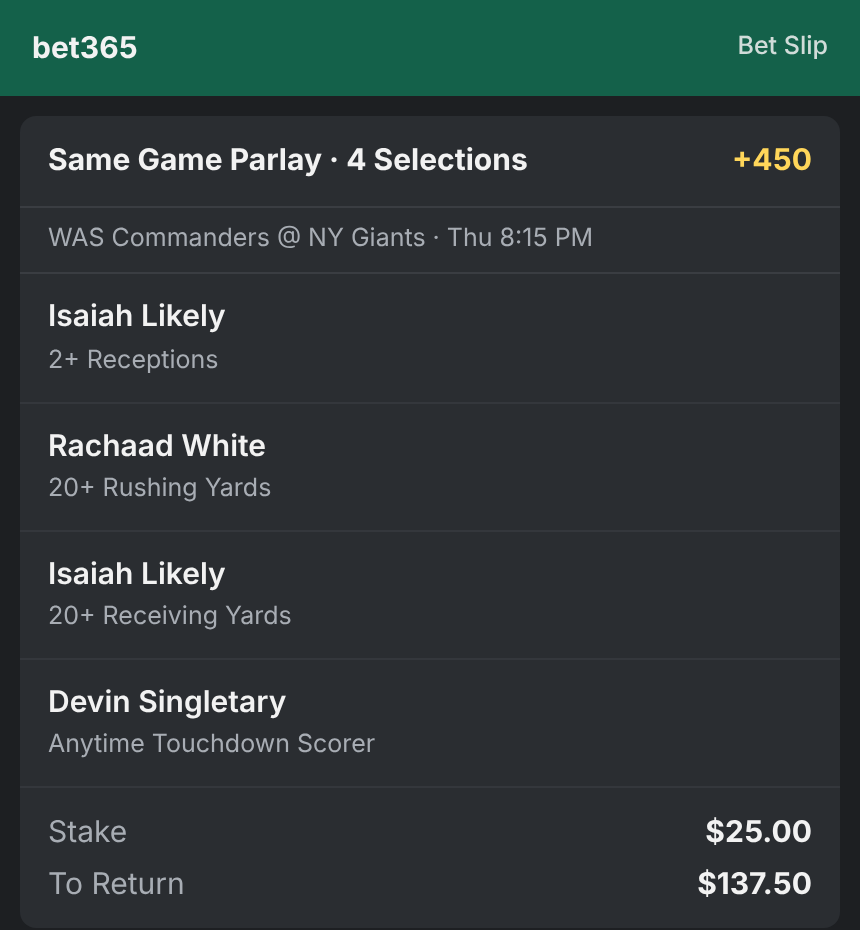 bet365
Bet Slip
Same Game Parlay · 4 Selections
+450
WAS Commanders @ NY Giants · Thu 8:15 PM
Isaiah Likely
2+ Receptions
Rachaad White
20+ Rushing Yards
Isaiah Likely
20+ Receiving Yards
Devin Singletary
Anytime Touchdown Scorer
Stake
$25.00
To Return
$137.50